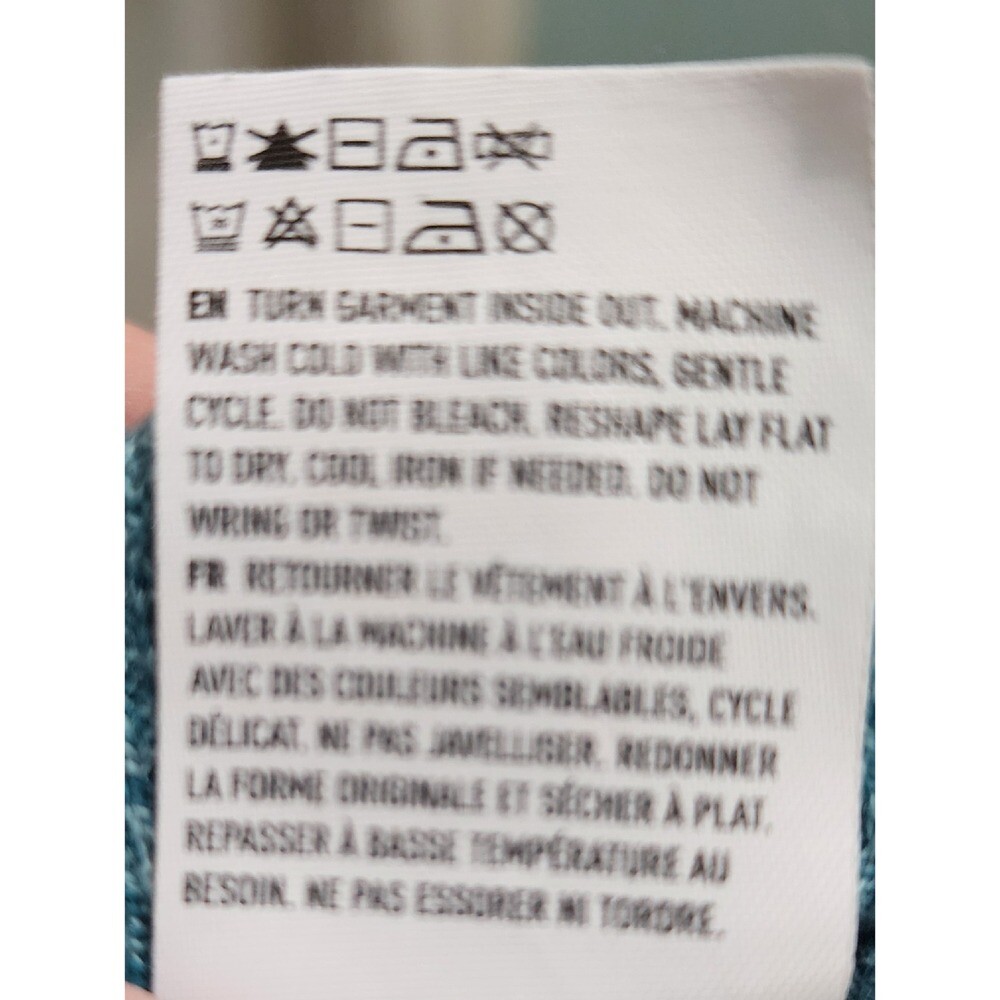 EN TURN GARMENT INSIDE OUT. MACHINE
WASH COLD WITH LIKE COLORS, GENTLE
CYCLE. DO NOT BLEACH. RESHAPE LAY FLAT
TO DRY. COOL IRON IF NEEDED. DO NOT
WRING OR TWIST.
FR RETOURNER LE VÊTEMENT À L'ENVERS.
LAVER À LA MACHINE À L'EAU FROIDE
AVEC DES COULEURS SEMBLABLES, CYCLE
DÉLICAT. NE PAS JAVELLISER. REDONNER
LA FORME ORIGINALE ET SÉCHER À PLAT.
REPASSER À BASSE TEMPÉRATURE AU
BESOIN. NE PAS ESSORER NI TORDRE.